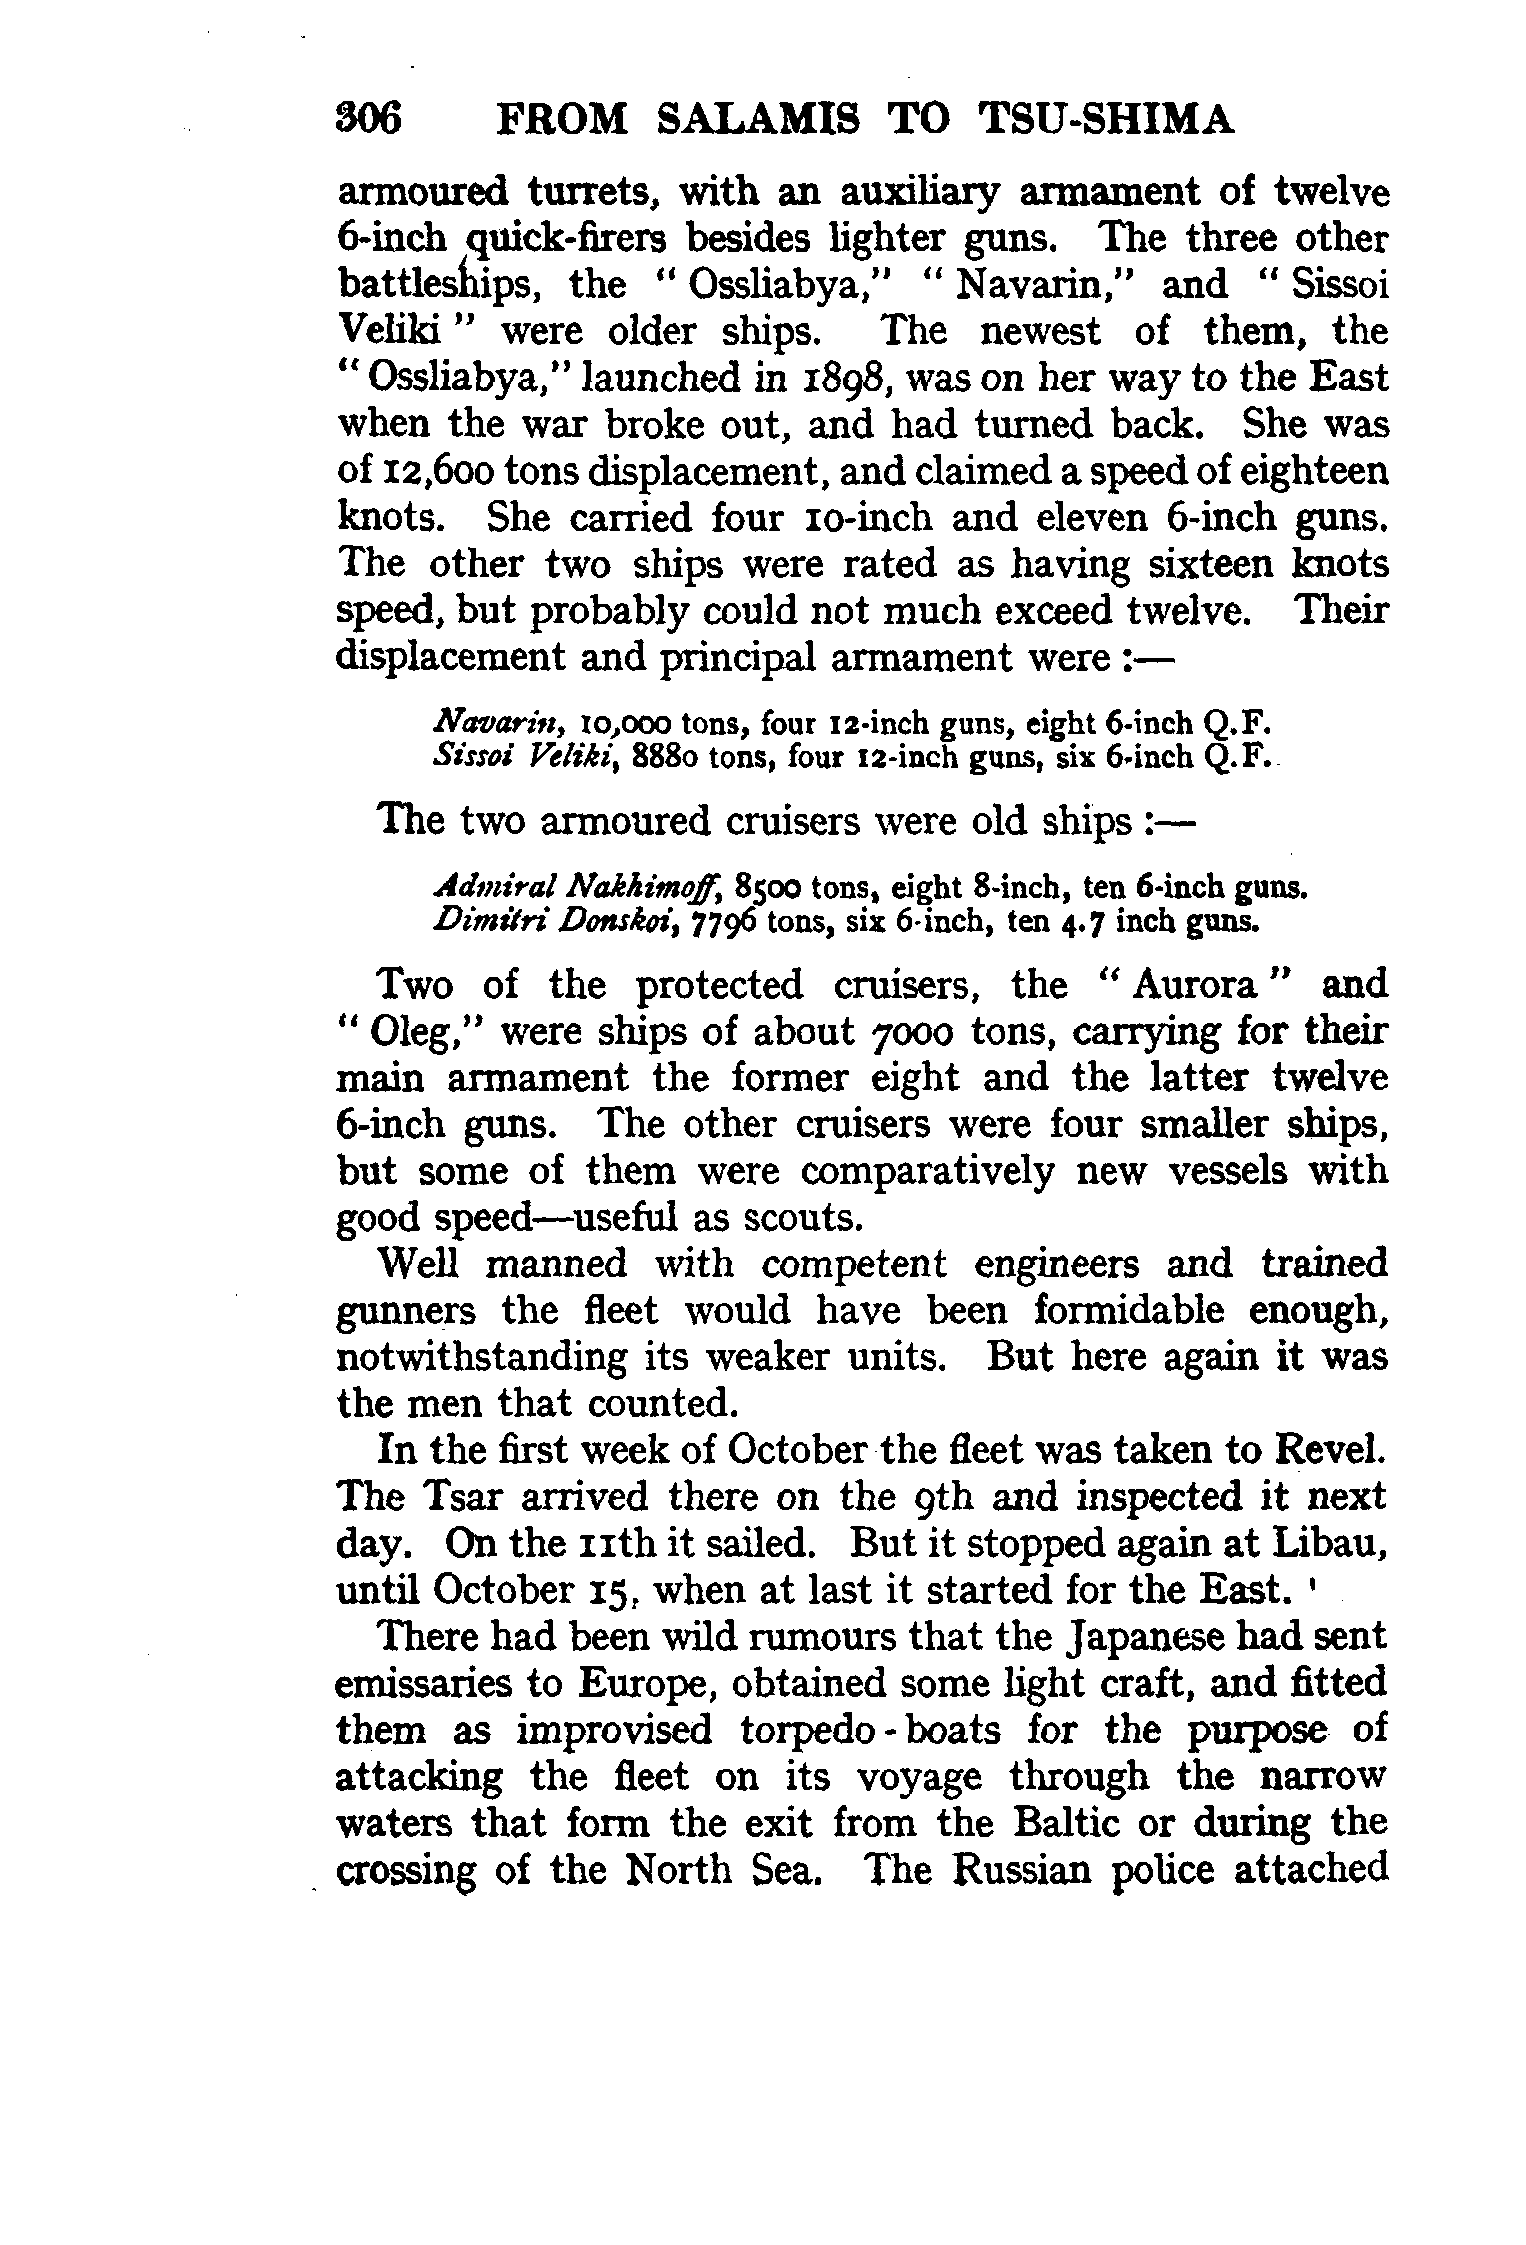 306 FROM SALAMIS TO TSU-SHIMA
armoured turrets, with an auxiliary armament of twelve
6-inch quick-firers besides lighter guns. The three other
battleships, the " Ossliabya," " Navarin," and " Sissoi
Veliki " were older ships. The newest of them, the
" Ossliabya," launched in 1898, was on her way to the East
when the war broke out, and had turned back. She was
of 12,600 tons displacement, and claimed a speed of eighteen
knots. She carried four 10-inch and eleven 6-inch guns.
The other two ships were rated as having sixteen knots
speed, but probably could not much exceed twelve. Their
displacement and principal armament were :—
Navarin, 10,000 tons, four 12-inch guns, eight 6-inch Q.F.
Sissoi Veliki, 8880 tons, four 12-inch guns, six 6-inch Q.F.
The two armoured cruisers were old ships :—
Admiral Nakhimoff, 8500 tons, eight 8-inch, ten 6-inch guns.
Dimitri Donskoi, 7796 tons, six 6-inch, ten 4.7 inch guns.
Two of the protected cruisers, the " Aurora " and
" Oleg," were ships of about 7000 tons, carrying for their
main armament the former eight and the latter twelve
6-inch guns. The other cruisers were four smaller ships,
but some of them were comparatively new vessels with
good speed—useful as scouts.
Well manned with competent engineers and trained
gunners the fleet would have been formidable enough,
notwithstanding its weaker units. But here again it was
the men that counted.
In the first week of October the fleet was taken to Revel.
The Tsar arrived there on the 9th and inspected it next
day. On the 11th it sailed. But it stopped again at Libau,
until October 15, when at last it started for the East.
There had been wild rumours that the Japanese had sent
emissaries to Europe, obtained some light craft, and fitted
them as improvised torpedo-boats for the purpose of
attacking the fleet on its voyage through the narrow
waters that form the exit from the Baltic or during the
crossing of the North Sea. The Russian police attached